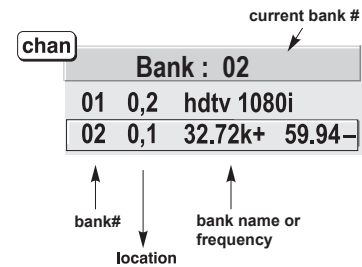 current bank #
chan
Bank : 02
01 0,2 hdtv 1080i
02 0,1 32.72k+ 59.94–
bank#
bank name or
frequency
location